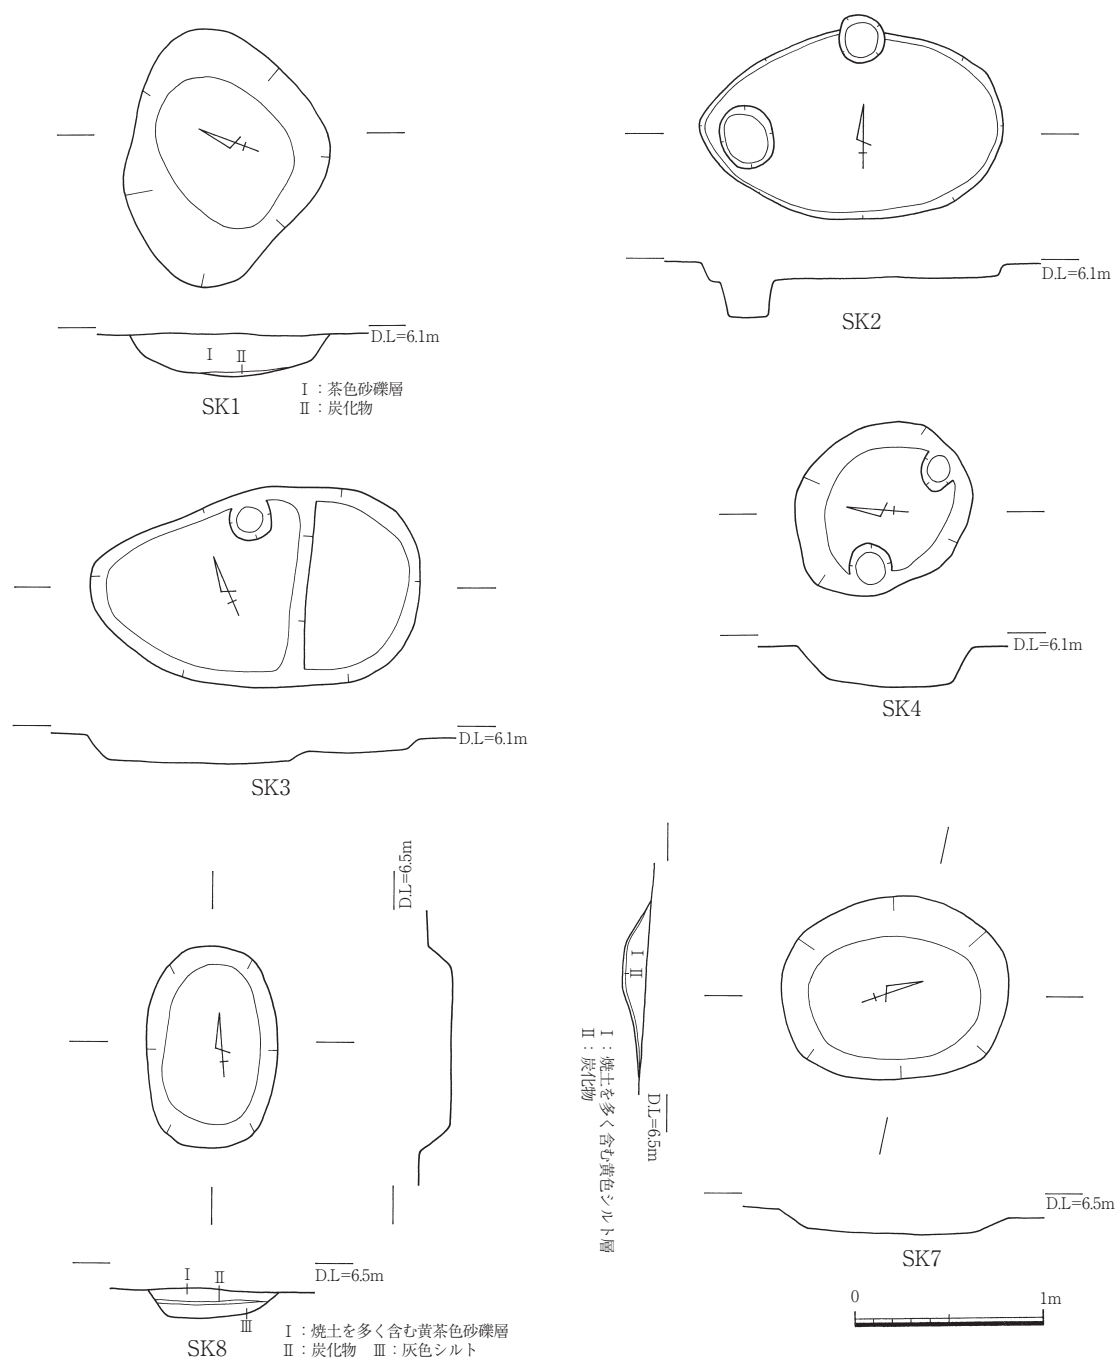 D.L=6.1m
Ⅰ Ⅱ
Ⅰ：茶色砂礫層
Ⅱ：炭化物
SK1
D.L=6.1m
SK2
D.L=6.1m
SK3
D.L=6.1m
SK4
D.L=6.5m
Ⅰ Ⅱ
D.L=6.5m
Ⅲ
Ⅰ：焼土を多く含む黄茶色砂礫層
Ⅱ：炭化物　Ⅲ：灰色シルト
SK8
Ⅰ
Ⅱ
Ⅰ：焼土を多く含む黄色シルト層
Ⅱ：炭化物
D.L=6.5m
D.L=6.5m
SK7
0 1m